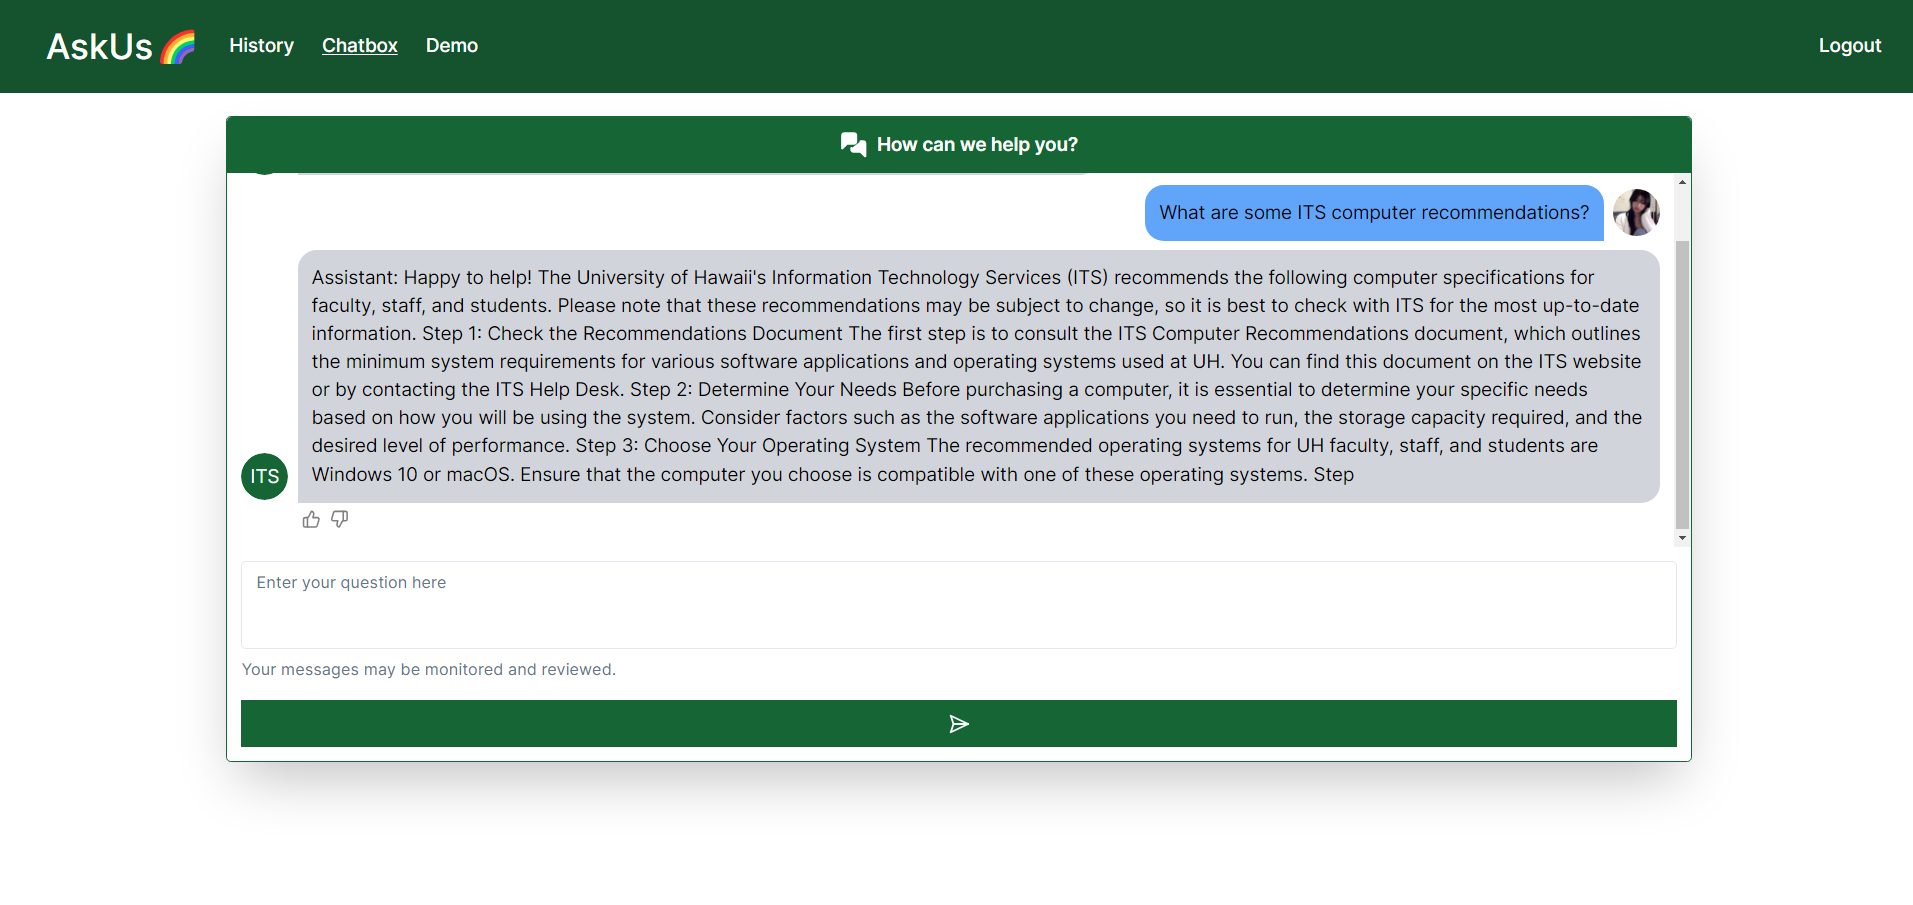 AskUs
History
Chatbox
Demo
Logout
How can we help you?
What are some ITS computer recommendations?
Assistant: Happy to help! The University of Hawaii's Information Technology Services (ITS) recommends the following computer specifications for
faculty, staff, and students. Please note that these recommendations may be subject to change, so it is best to check with ITS for the most up-to-date
information. Step 1: Check the Recommendations Document The first step is to consult the ITS Computer Recommendations document, which outlines
the minimum system requirements for various software applications and operating systems used at UH. You can find this document on the ITS website
or by contacting the ITS Help Desk. Step 2: Determine Your Needs Before purchasing a computer, it is essential to determine your specific needs
based on how you will be using the system. Consider factors such as the software applications you need to run, the storage capacity required, and the
desired level of performance. Step 3: Choose Your Operating System The recommended operating systems for UH faculty, staff, and students are
Windows 10 or macOS. Ensure that the computer you choose is compatible with one of these operating systems. Step
ITS
Enter your question here
Your messages may be monitored and reviewed.